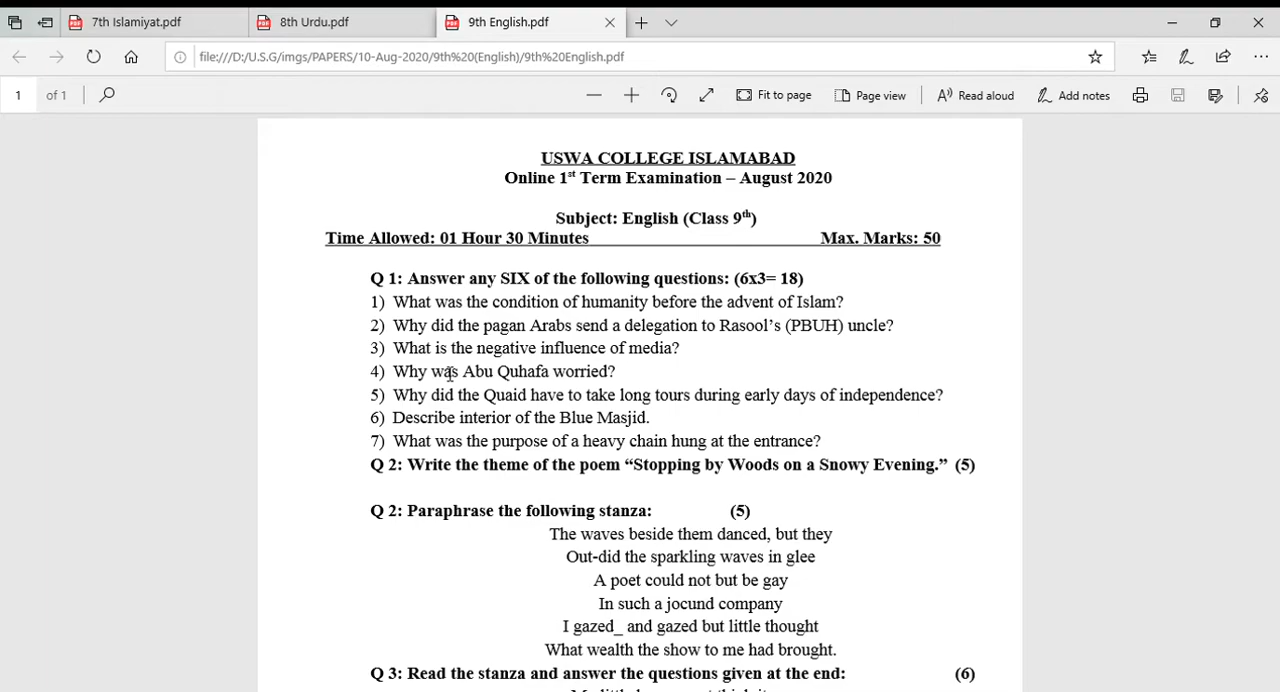 7th Islamiyat.pdf
8th Urdu.pdf
9th English.pdf
file:///D:/U.S.G/imgs/PAPERS/10-Aug-2020/9th%20(English)/9th%20English.pdf
1 of 1
Fit to page
Page view
Read aloud
Add notes
USWA COLLEGE ISLAMABAD
Online 1st Term Examination – August 2020
Subject: English (Class 9th)
Time Allowed: 01 Hour 30 Minutes Max. Marks: 50
Q 1: Answer any SIX of the following questions: (6x3= 18)
1) What was the condition of humanity before the advent of Islam?
2) Why did the pagan Arabs send a delegation to Rasool’s (PBUH) uncle?
3) What is the negative influence of media?
4) Why was Abu Quhafa worried?
5) Why did the Quaid have to take long tours during early days of independence?
6) Describe interior of the Blue Masjid.
7) What was the purpose of a heavy chain hung at the entrance?
Q 2: Write the theme of the poem “Stopping by Woods on a Snowy Evening.” (5)
Q 2: Paraphrase the following stanza: (5)
The waves beside them danced, but they
Out-did the sparkling waves in glee
A poet could not but be gay
In such a jocund company
I gazed_ and gazed but little thought
What wealth the show to me had brought.
Q 3: Read the stanza and answer the questions given at the end: (6)